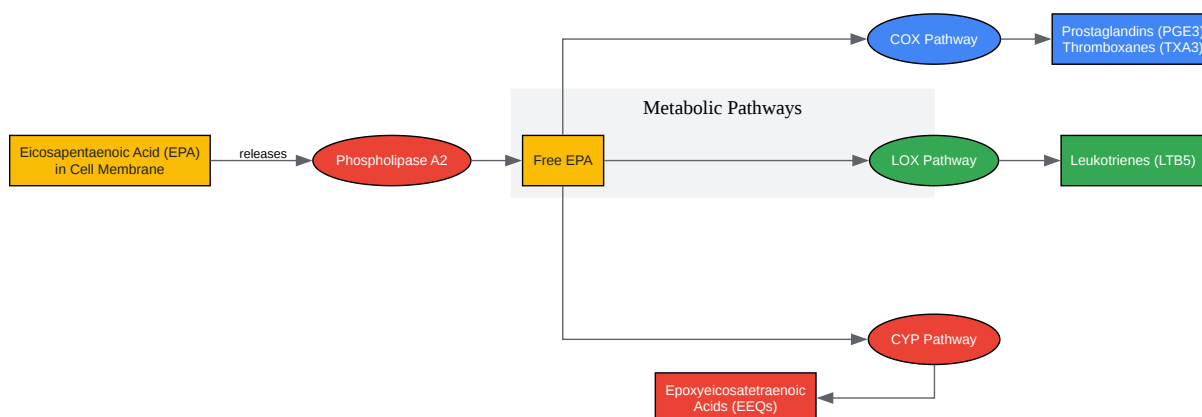 COX Pathway
Prostaglandins (PGE3)
Thromboxanes (TXA3)
Metabolic Pathways
Eicosapentaenoic Acid (EPA)
in Cell Membrane
releases
Phospholipase A2
Free EPA
LOX Pathway
Leukotrienes (LTB5)
CYP Pathway
Epoxyeicosatetraenoic
Acids (EEQs)